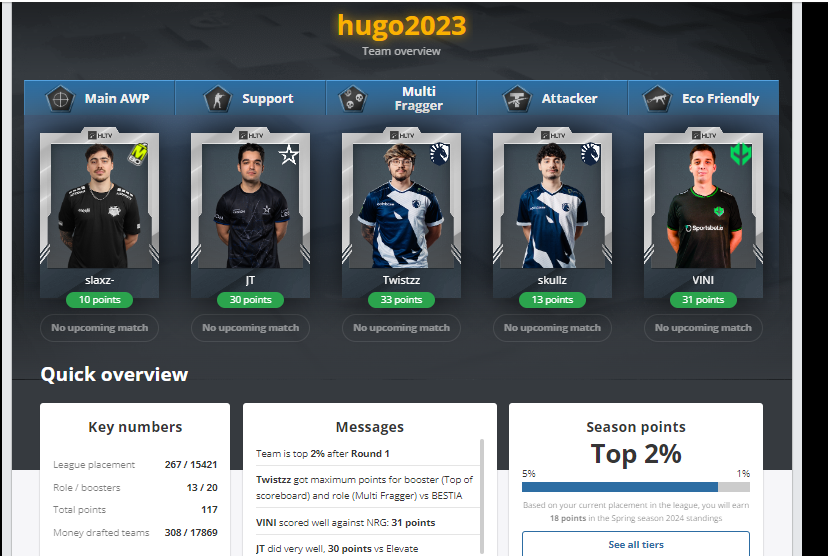 hugo2023
Team overview
Main AWP
Support
Multi
Fragger
Attacker
Eco Friendly
HLTV
HLTV
HLTV
HLTV
HLTV
Sportsbet.io
slaxz-
JT
Twistzz
skullz
VINI
10 points
30 points
33 points
13 points
31 points
No upcoming match
No upcoming match
No upcoming match
No upcoming match
No upcoming match
Quick overview
Key numbers
League placement 267 / 15421
Role / boosters 13 / 20
Total points 117
Money drafted teams 308 / 17869
Messages
Team is top 2% after Round 1
Twistzz got maximum points for booster (Top of
scoreboard) and role (Multi Fragger) vs BESTIA
VINI scored well against NRG: 31 points
JT did very well, 30 points vs Elevate
Season points
Top 2%
5% 1%
Based on your current placement in the league, you will earn
18 points in the Spring season 2024 standings
See all tiers